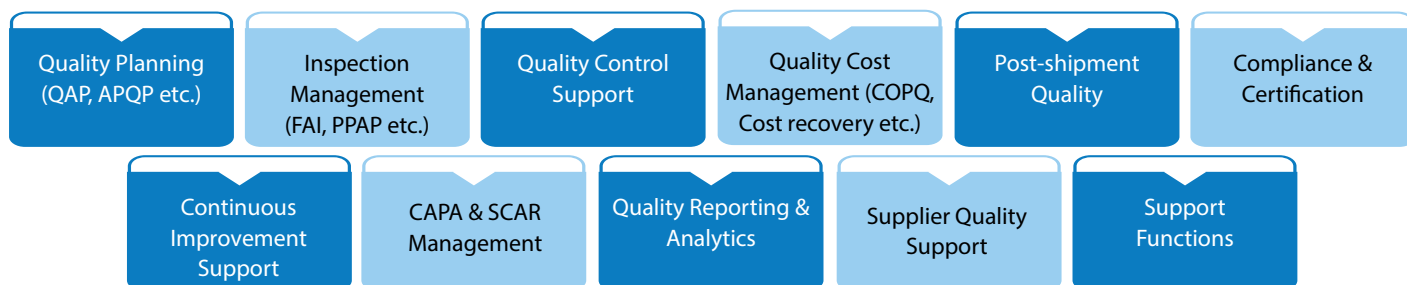 Quality Planning
(QAP, APQP etc.)
Inspection
Management
(FAI, PPAP etc.)
Quality Control
Support
Quality Cost
Management (COPQ,
Cost recovery etc.)
Post-shipment
Quality
Compliance &
Certification
Continuous
Improvement
Support
CAPA & SCAR
Management
Quality Reporting &
Analytics
Supplier Quality
Support
Support
Functions